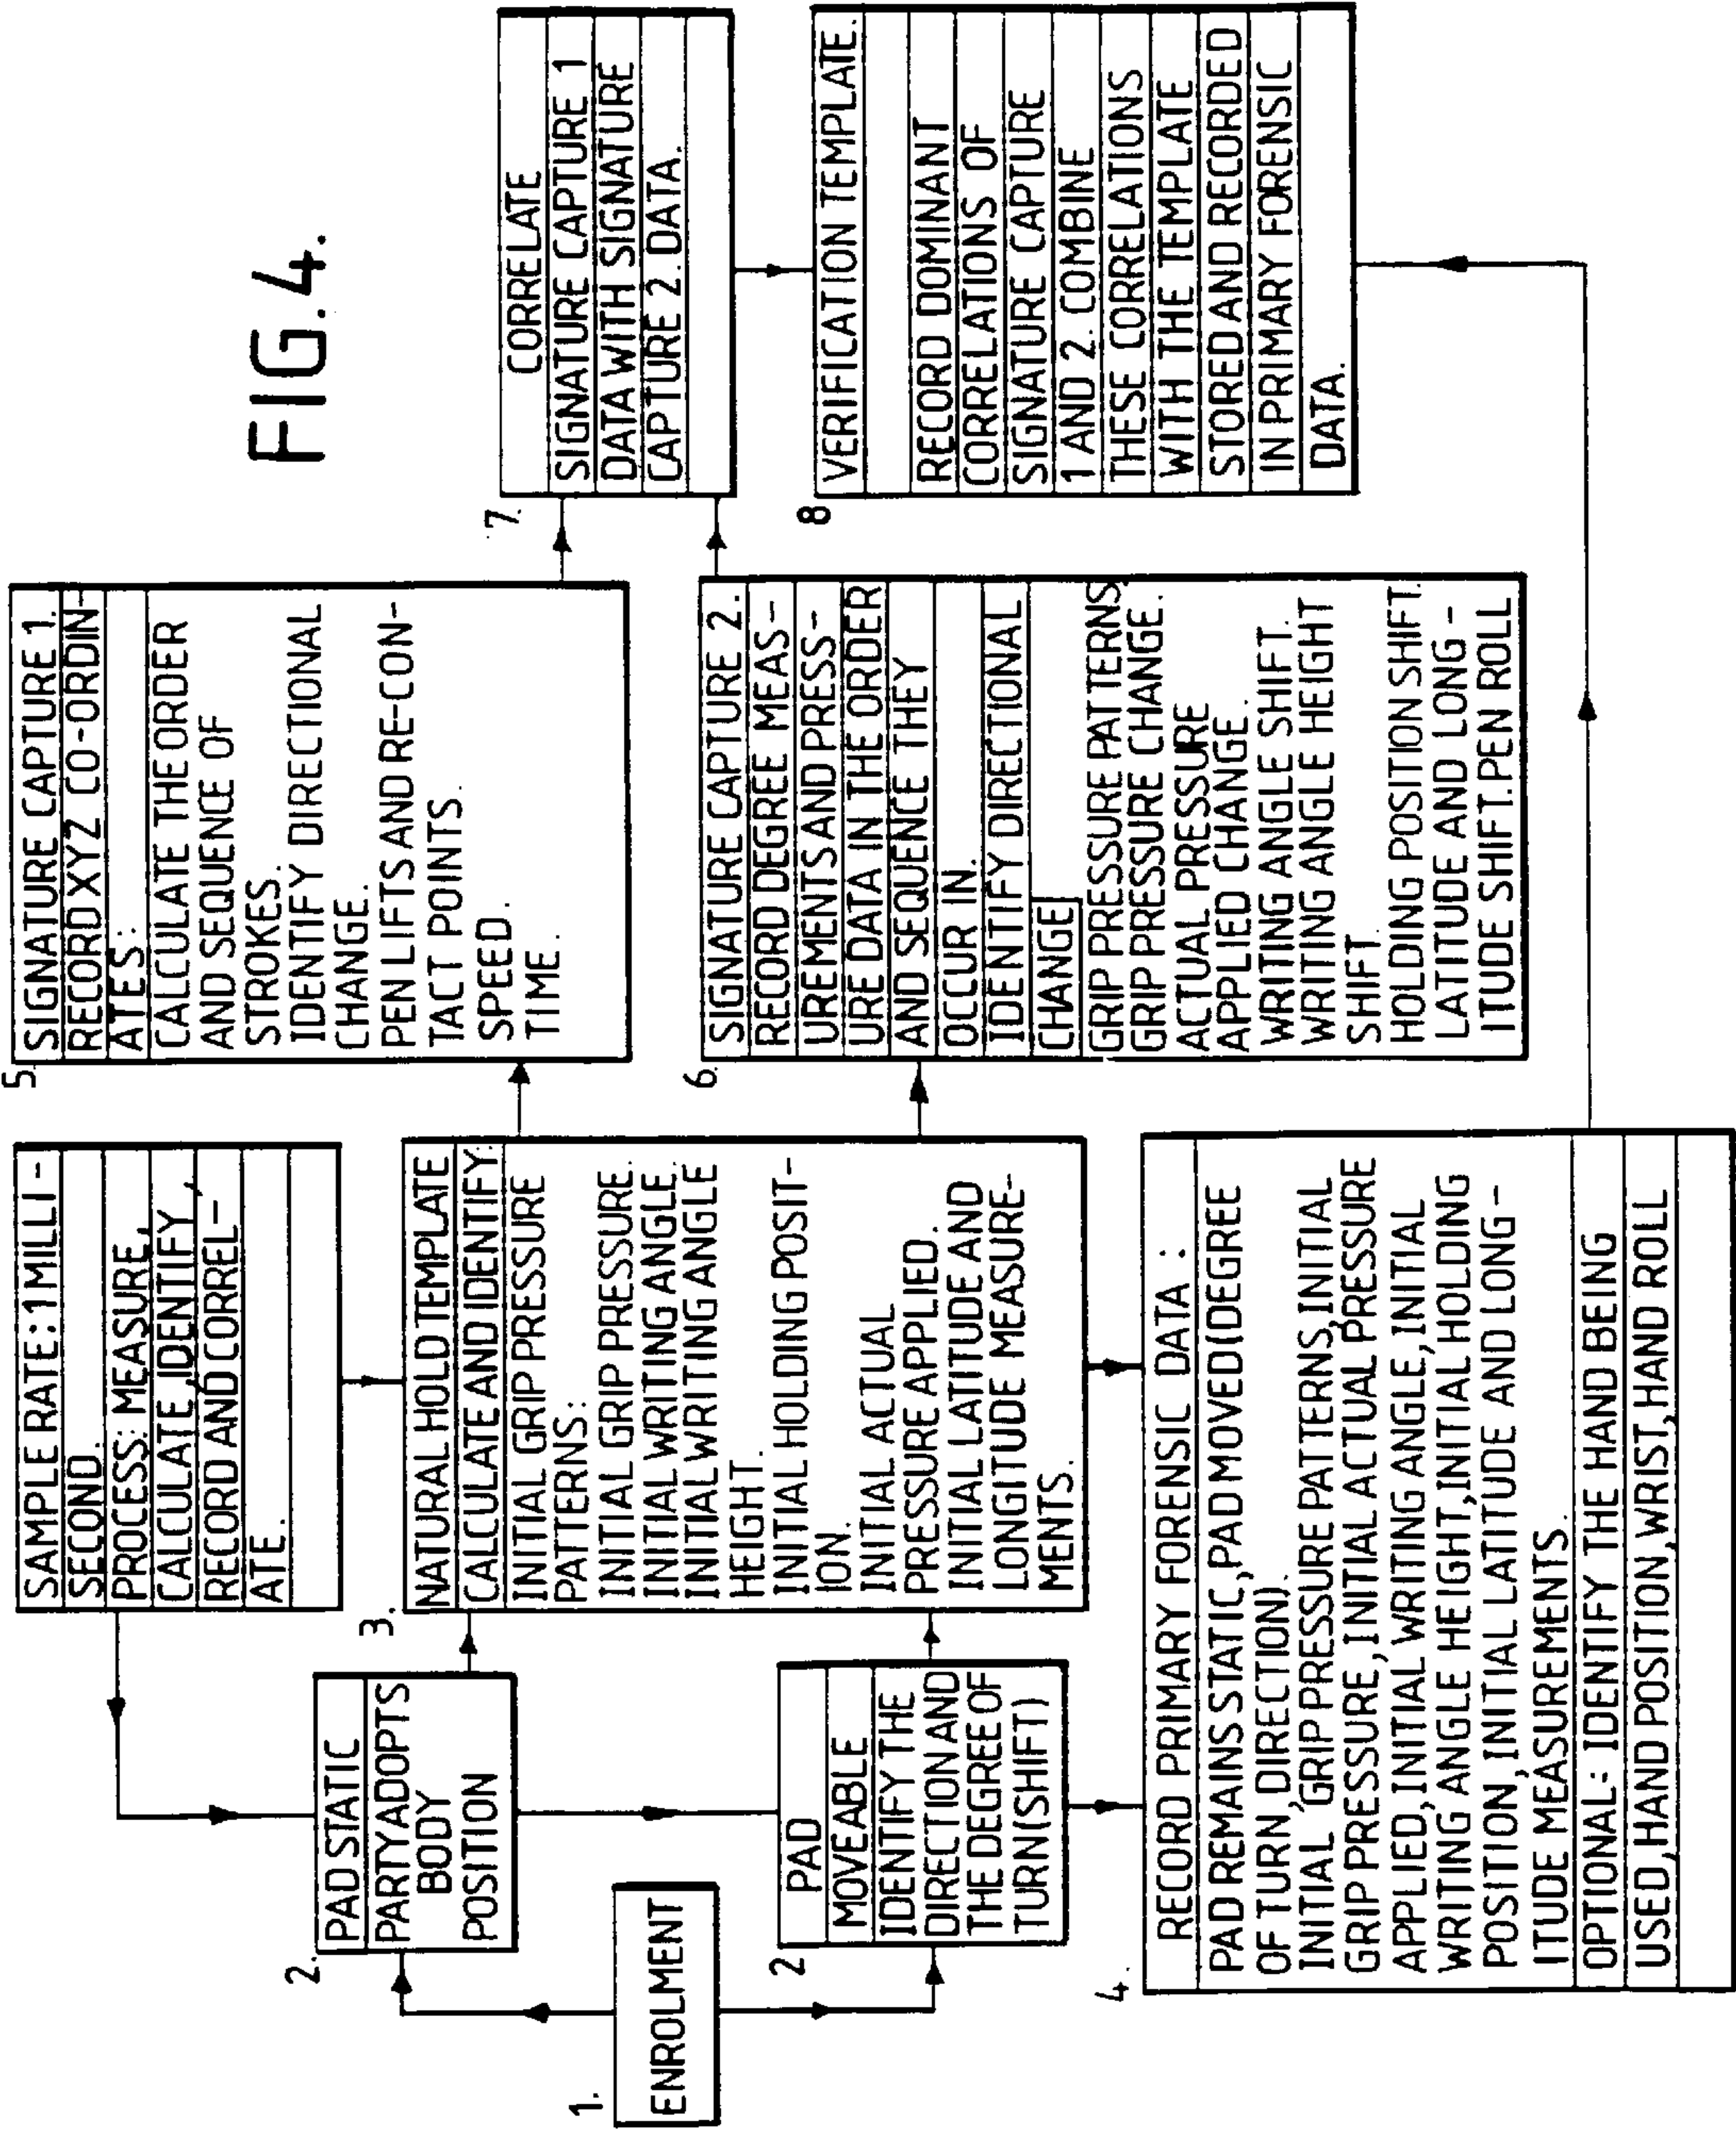 FIG.4.
1.
ENROLMENT
2.
PAD STATIC
PARTY ADOPTS
BODY
POSITION
2
PAD
MOVEABLE
IDENTIFY THE
DIRECTION AND
THE DEGREE OF
TURN(SHIFT)
SAMPLE RATE:1MILLI-
SECOND.
PROCESS: MEASURE,
CALCULATE,IDENTIFY,
RECORD AND CORREL-
ATE.
3.
NATURAL HOLD TEMPLATE
CALCULATE AND IDENTIFY:
INITIAL GRIP PRESSURE
PATTERNS:
INITIAL GRIP PRESSURE.
INITIAL WRITING ANGLE.
INITIAL WRITING ANGLE
HEIGHT.
INITIAL HOLDING POSIT-
ION.
INITIAL ACTUAL
PRESSURE APPLIED.
INITIAL LATITUDE AND
LONGITUDE MEASURE-
MENTS.
4.
RECORD PRIMARY FORENSIC DATA :
PAD REMAINS STATIC,PAD MOVED(DEGREE
OF TURN,DIRECTION).
INITIAL GRIP PRESSURE PATTERNS,INITIAL
GRIP PRESSURE,INITIAL ACTUAL PRESSURE
APPLIED,INITIAL WRITING ANGLE,INITIAL
WRITING ANGLE HEIGHT,INITIAL HOLDING
POSITION,INITIAL LATITUDE AND LONG-
ITUDE MEASUREMENTS.
OPTIONAL: IDENTIFY THE HAND BEING
USED,HAND POSITION,WRIST,HAND ROLL
5.
SIGNATURE CAPTURE 1.
RECORD XYZ CO-ORDIN-
ATES:
CALCULATE THE ORDER
AND SEQUENCE OF
STROKES.
IDENTIFY DIRECTIONAL
CHANGE.
PEN LIFTS AND RE-CON-
TACT POINTS.
SPEED.
TIME.
6.
SIGNATURE CAPTURE 2.
RECORD DEGREE MEAS-
UREMENTS AND PRESS-
URE DATA IN THE ORDER
AND SEQUENCE THEY
OCCUR IN.
IDENTIFY DIRECTIONAL
CHANGE
GRIP PRESSURE PATTERNS,
GRIP PRESSURE CHANGE.
ACTUAL PRESSURE
APPLIED CHANGE.
WRITING ANGLE SHIFT.
WRITING ANGLE HEIGHT
SHIFT.
HOLDING POSITION SHIFT.
LATITUDE AND LONG-
ITUDE SHIFT.PEN ROLL
7.
CORRELATE
SIGNATURE CAPTURE 1
DATA WITH SIGNATURE
CAPTURE 2.DATA.
8
VERIFICATION TEMPLATE.
RECORD DOMINANT
CORRELATIONS OF
SIGNATURE CAPTURE
1 AND 2. COMBINE
THESE CORRELATIONS
WITH THE TEMPLATE
STORED AND RECORDED
IN PRIMARY FORENSIC
DATA.